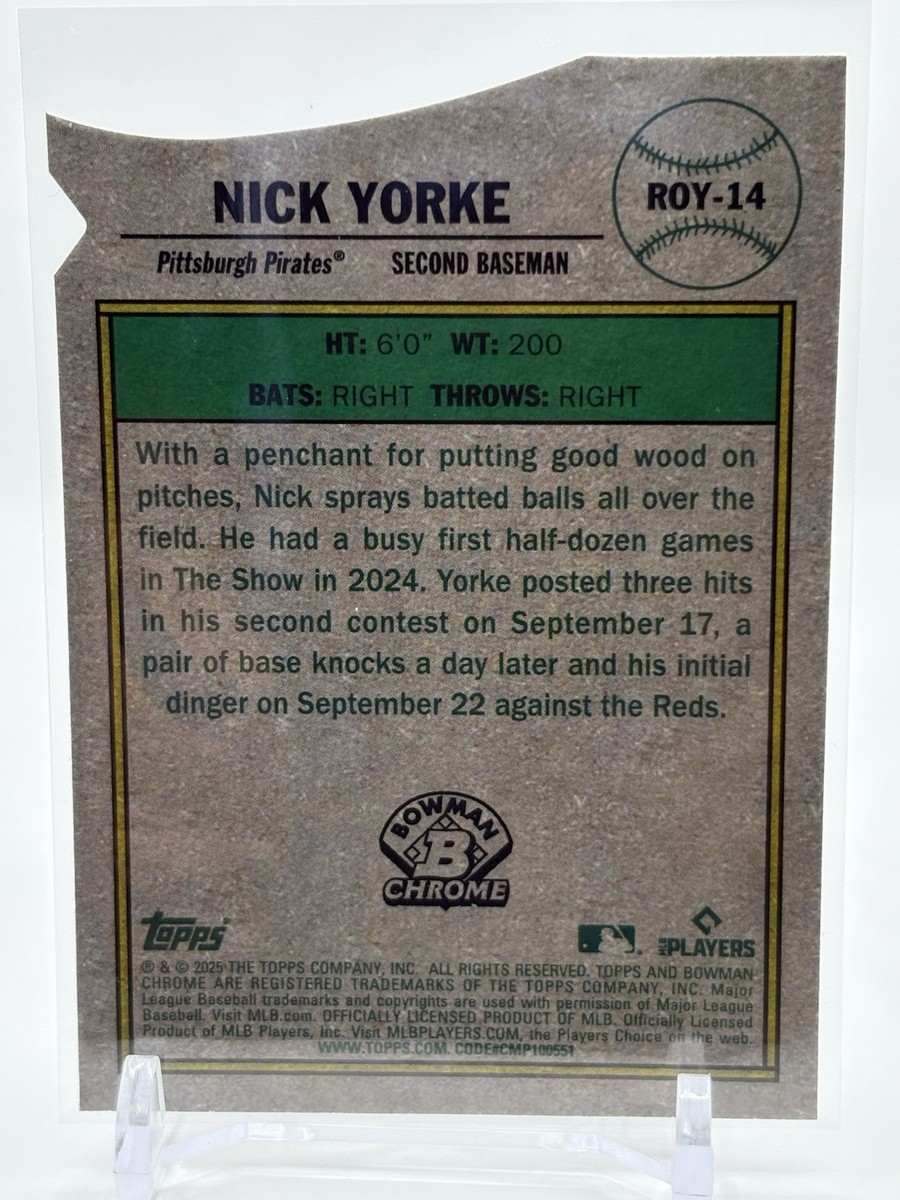 NICK YORKE
ROY-14
Pittsburgh Pirates® SECOND BASEMAN
HT: 6'0" WT: 200
BATS: RIGHT THROWS: RIGHT
With a penchant for putting good wood on
pitches, Nick sprays batted balls all over the
field. He had a busy first half-dozen games
in The Show in 2024. Yorke posted three hits
in his second contest on September 17, a
pair of base knocks a day later and his initial
dinger on September 22 against the Reds.
BOWMAN
B
CHROME
Topps
MLB PLAYERS
® & © 2025 THE TOPPS COMPANY, INC. ALL RIGHTS RESERVED. TOPPS AND BOWMAN
CHROME ARE REGISTERED TRADEMARKS OF THE TOPPS COMPANY, INC. Major
League Baseball trademarks and copyrights are used with permission of Major League
Baseball. Visit MLB.com. OFFICIALLY LICENSED PRODUCT OF MLB. Officially Licensed
Product of MLB Players, Inc. Visit MLBPLAYERS.COM, the Players Choice on the web.
WWW.TOPPS.COM. CODE#CMP100551